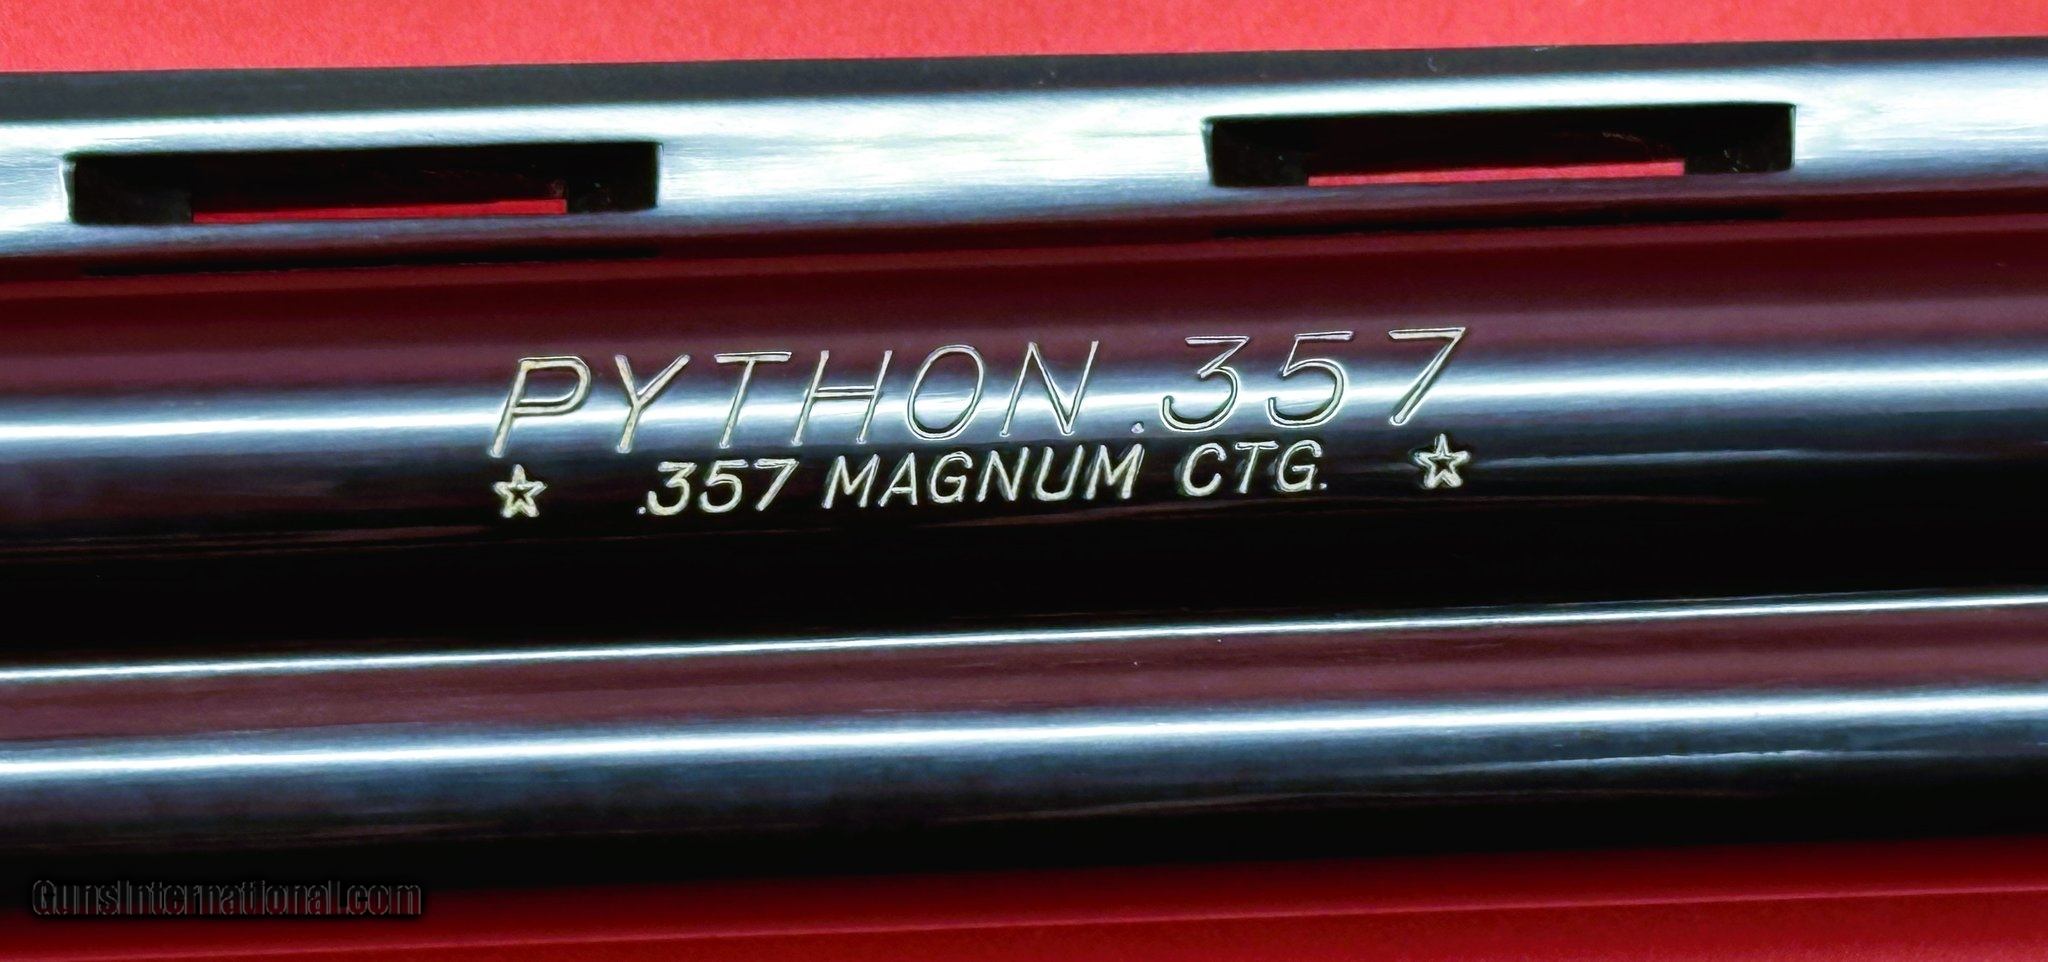 PYTHON .357
☆ .357 MAGNUM CTG. ☆
GunsInternational.com